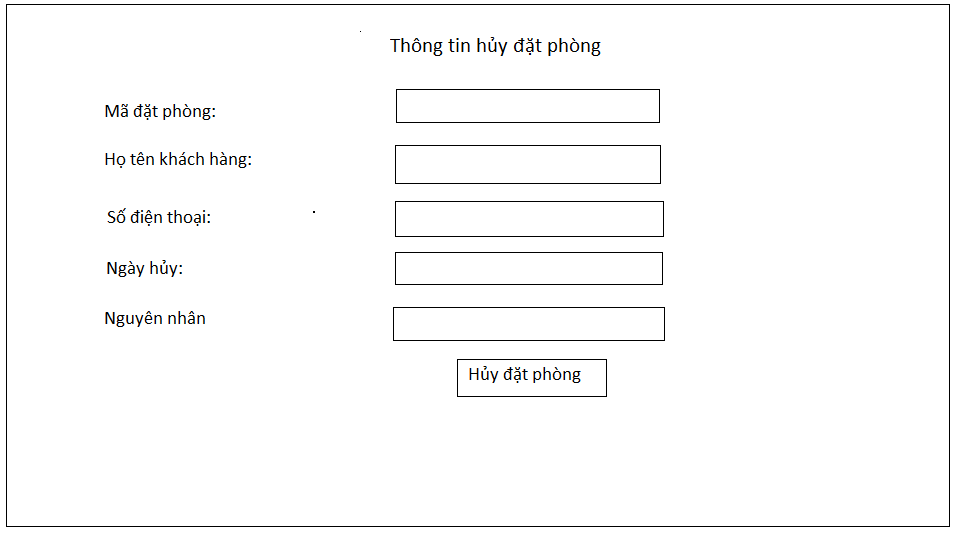 Thông tin hủy đặt phòng
Mã đặt phòng:
Họ tên khách hàng:
Số điện thoại:
Ngày hủy:
Nguyên nhân
Hủy đặt phòng